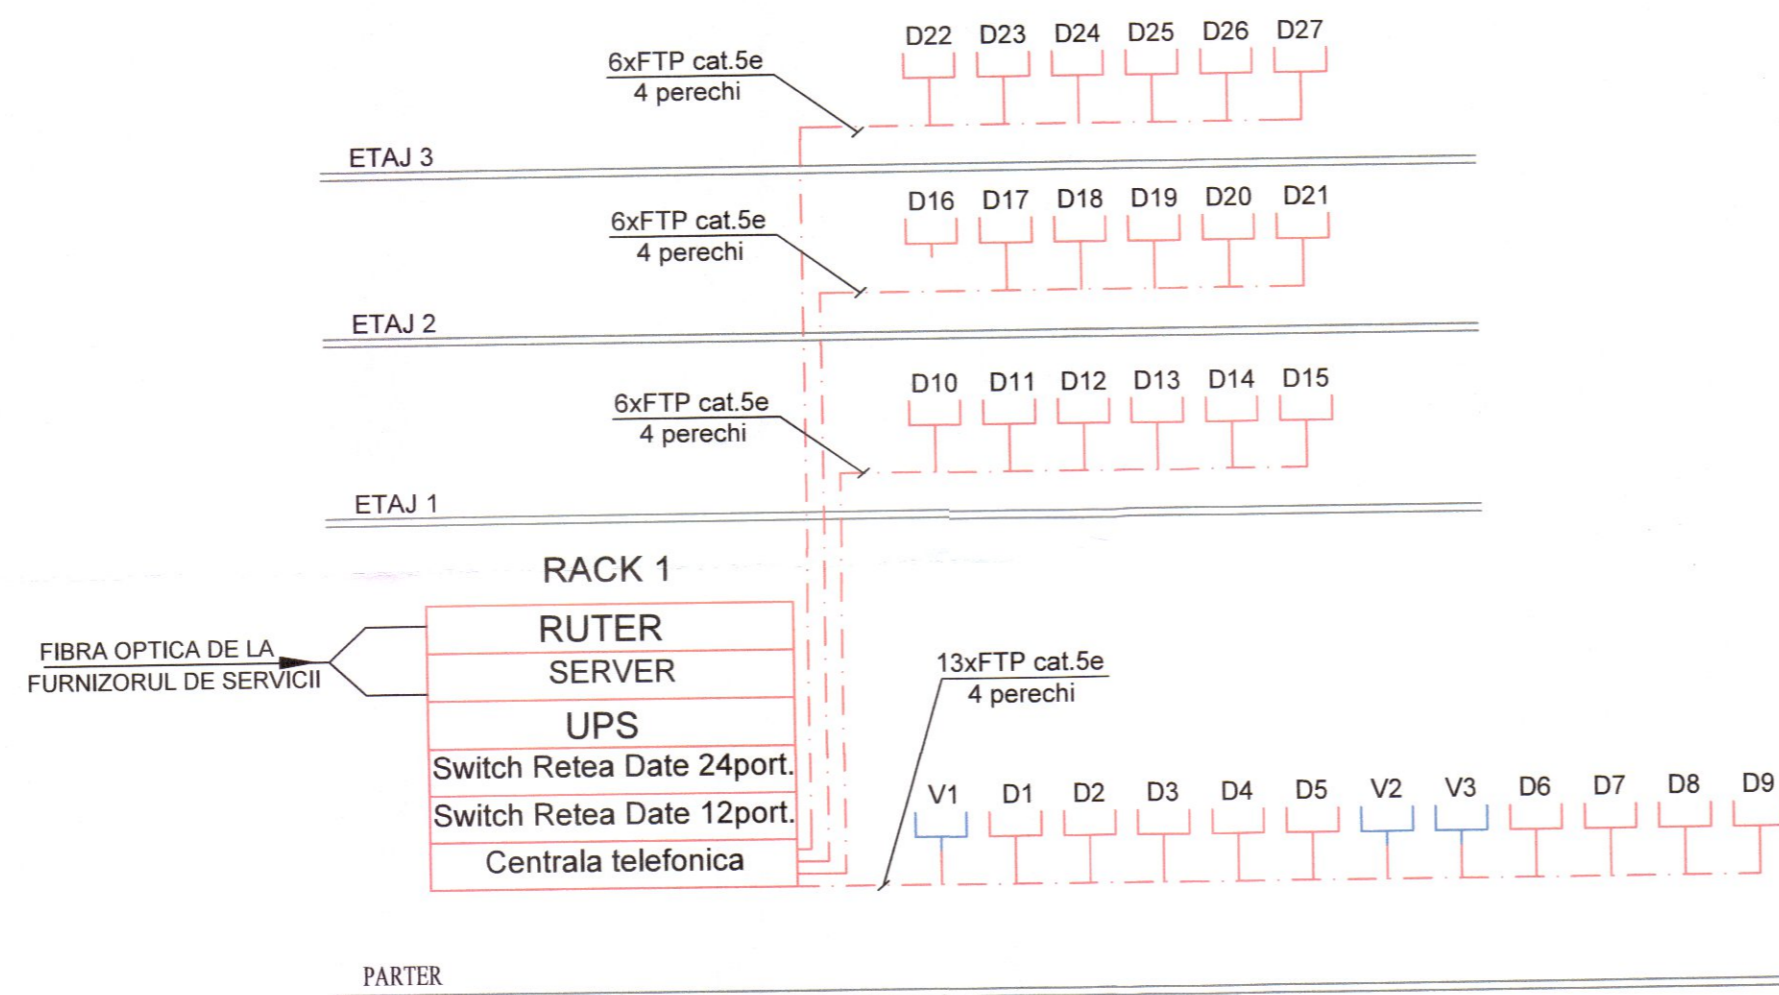 D22 D23 D24 D25 D26 D27
6xFTP cat.5e
4 perechi
ETAJ 3
D16 D17 D18 D19 D20 D21
6xFTP cat.5e
4 perechi
ETAJ 2
D10 D11 D12 D13 D14 D15
6xFTP cat.5e
4 perechi
ETAJ 1
RACK 1
RUTER
FIBRA OPTICA DE LA
FURNIZORUL DE SERVICII
SERVER
UPS
Switch Retea Date 24port.
Switch Retea Date 12port.
Centrala telefonica
13xFTP cat.5e
4 perechi
V1 D1 D2 D3 D4 D5 V2 V3 D6 D7 D8 D9
PARTER